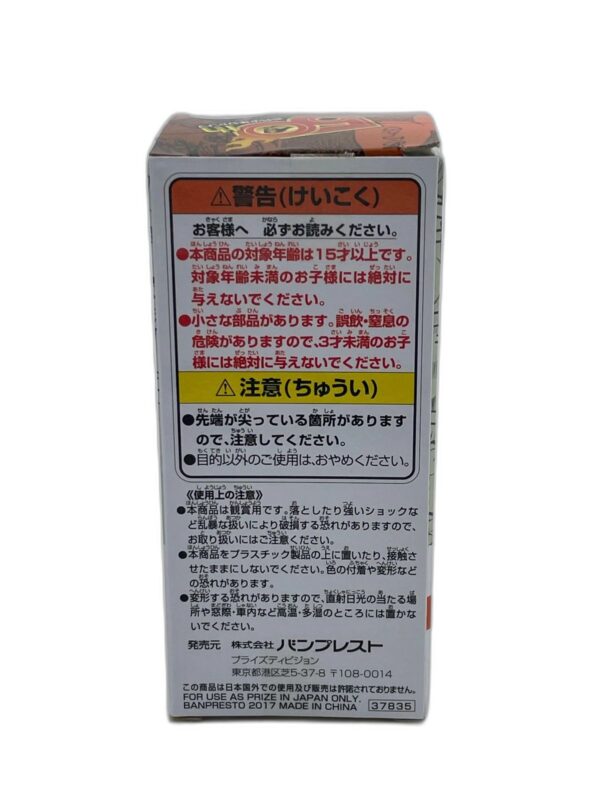 ⚠警告(けいこく)
お客様へ 必ずお読みください。
●本商品の対象年齢は15才以上です。
対象年齢未満のお子様には絶対に
与えないでください。
●小さな部品があります。誤飲・窒息の
危険がありますので、3才未満のお子
様には絶対に与えないでください。
⚠注意(ちゅうい)
●先端が尖っている箇所があります
ので、注意してください。
●目的以外のご使用は、おやめください。
《使用上の注意》
●本商品は観賞用です。落としたり強いショックな
ど乱暴な扱いにより破損する恐れがありますので、
お取り扱いにはご注意ください。
●本商品をプラスチック製品の上に置いたり、接触さ
せたままにしないでください。色の付着や変形など
の恐れがあります。
●変形する恐れがありますので、直射日光の当たる場
所や窓際・車内など高温・多湿のところには置かな
いでください。
発売元 株式会社 バンプレスト
プライズディビジョン
東京都港区芝5-37-8 〒108-0014
この商品は日本国外での使用及び販売は許諾されておりません。
FOR USE AS PRIZE IN JAPAN ONLY.
BANPRESTO 2017 MADE IN CHINA 37835